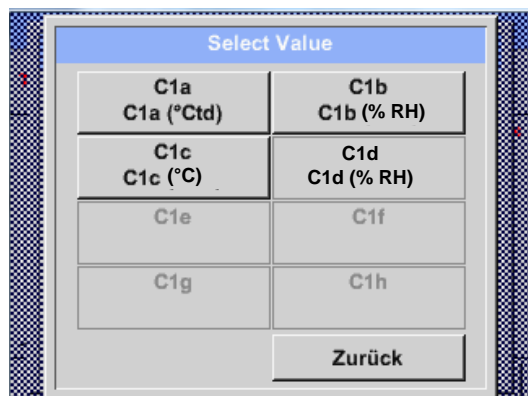 Select Value
C1a C1b
C1a (°Ctd) C1b (% RH)
C1c C1d
C1c (°C) C1d (% RH)
C1e C1f
C1g C1h
Zurück